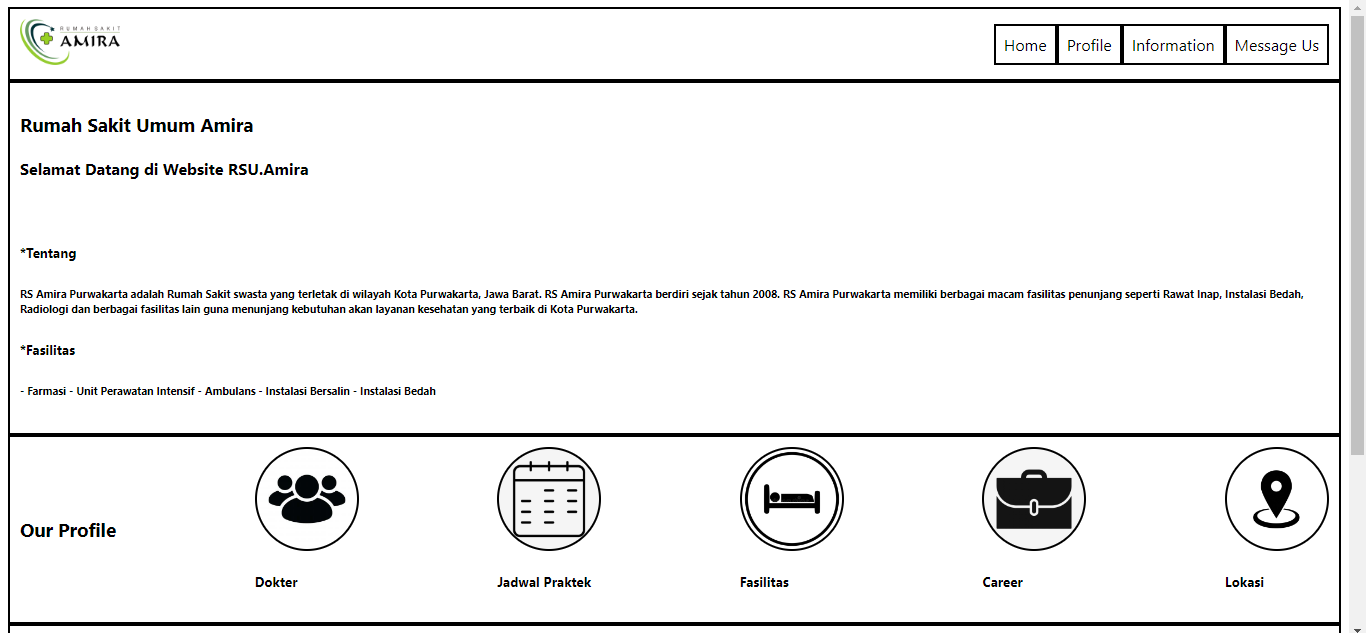 RUMAH SAKIT
AMIRA
Home Profile Information Message Us
Rumah Sakit Umum Amira
Selamat Datang di Website RSU.Amira
*Tentang
RS Amira Purwakarta adalah Rumah Sakit swasta yang terletak di wilayah Kota Purwakarta, Jawa Barat. RS Amira Purwakarta berdiri sejak tahun 2008. RS Amira Purwakarta memiliki berbagai macam fasilitas penunjang seperti Rawat Inap, Instalasi Bedah,
Radiologi dan berbagai fasilitas lain guna menunjang kebutuhan akan layanan kesehatan yang terbaik di Kota Purwakarta.
*Fasilitas
- Farmasi - Unit Perawatan Intensif - Ambulans - Instalasi Bersalin - Instalasi Bedah
Our Profile
Dokter Jadwal Praktek Fasilitas Career Lokasi